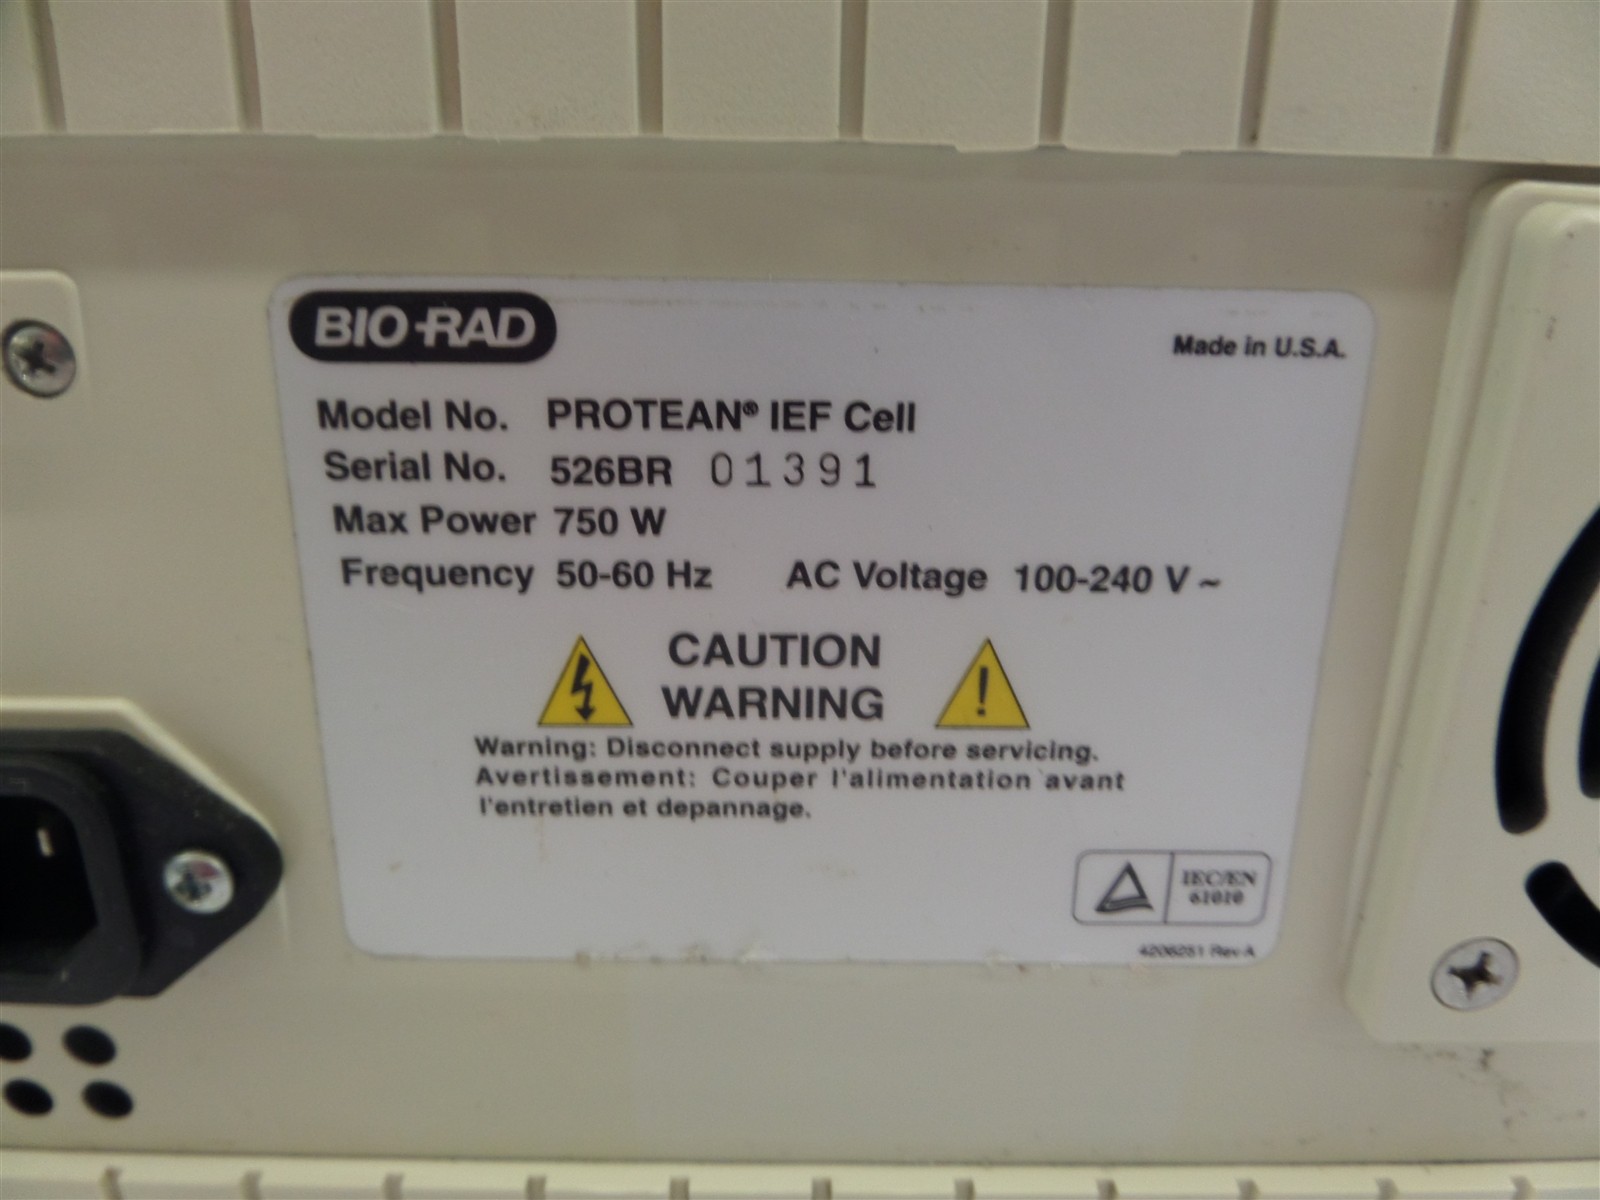 BIO-RAD
Made in U.S.A.
Model No. PROTEAN® IEF Cell
Serial No. 526BR 01391
Max Power 750 W
Frequency 50-60 Hz AC Voltage 100-240 V ~
CAUTION
WARNING
Warning: Disconnect supply before servicing.
Avertissement: Couper l'alimentation avant
l'entretien et depannage.
IEC/EN
61010
4206251 Rev A